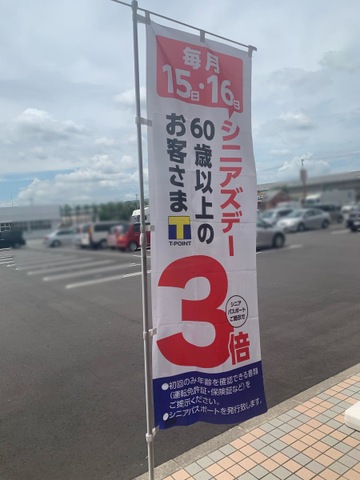 毎月
15日・16日
シニアズデー
60歳以上の
お客さま
T
T-POINT
3倍
シニア
パスポート
ご提示で
●初回のみ年齢を確認できる書類
(運転免許証・保険証など)を
ご提示ください。
●シニアパスポートを発行致します。